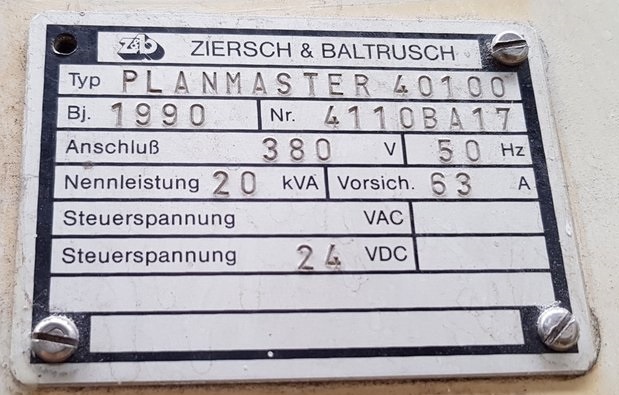 zb ZIERSCH & BALTRUSCH
Typ PLANMASTER 40100
Bj. 1990 Nr. 4110BA17
Anschluß 380 V 50 Hz
Nennleistung 20 kVA Vorsich. 63 A
Steuerspannung VAC
Steuerspannung 24 VDC